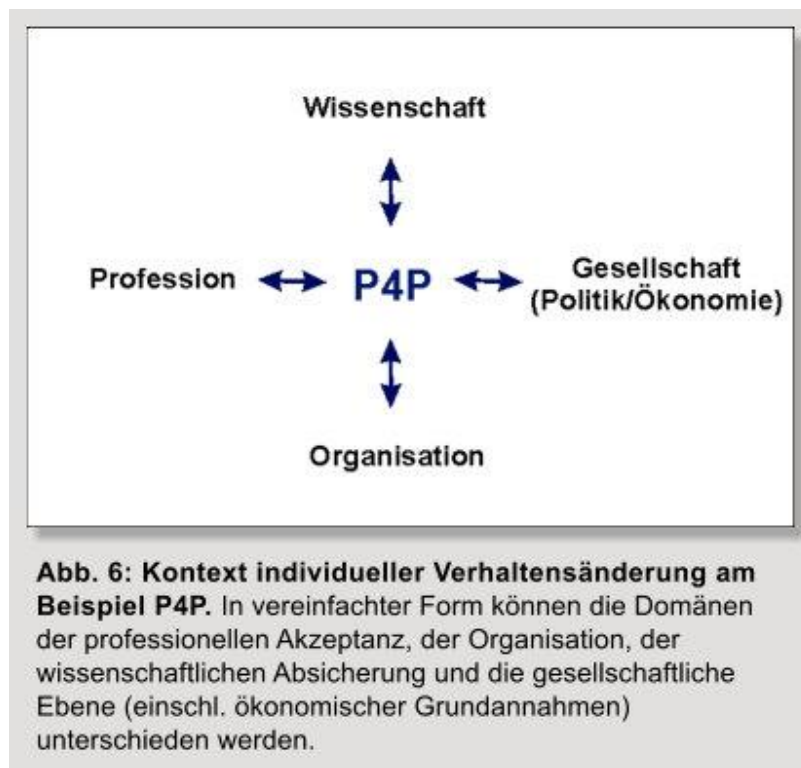 Wissenschaft
Profession
P4P
Gesellschaft
(Politik/Ökonomie)
Organisation
Abb. 6: Kontext individueller Verhaltensänderung am
Beispiel P4P. In vereinfachter Form können die Domänen
der professionellen Akzeptanz, der Organisation, der
wissenschaftlichen Absicherung und die gesellschaftliche
Ebene (einschl. ökonomischer Grundannahmen)
unterschieden werden.